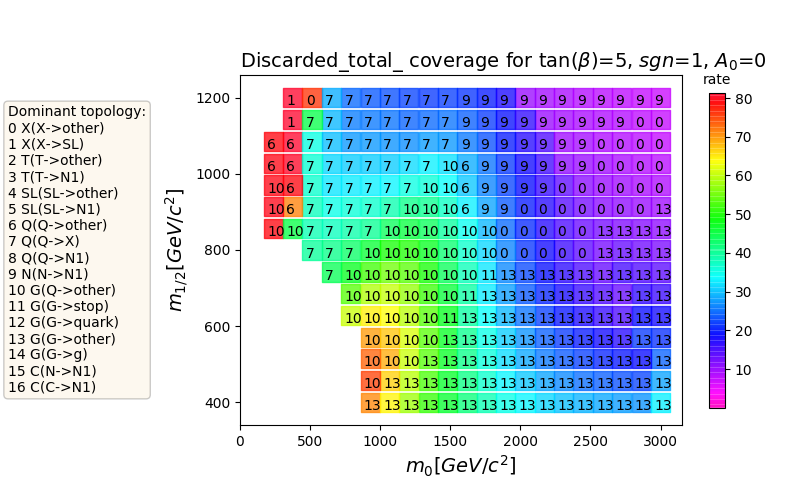 Discarded_total_ coverage for tan(β)=5, sgn=1, A₀=0
rate
Dominant topology:
0 X(X->other)
1 X(X->SL)
2 T(T->other)
3 T(T->N1)
4 SL(SL->other)
5 SL(SL->N1)
6 Q(Q->other)
7 Q(Q->X)
8 Q(Q->N1)
9 N(N->N1)
10 G(Q->other)
11 G(G->stop)
12 G(G->quark)
13 G(G->other)
14 G(G->g)
15 C(N->N1)
16 C(C->N1)
m₁/₂[GeV/c²]
1200
1000
800
600
400
1 0 7 7 7 7 7 7 7 9 9 9 9 9 9 9 9 9 9 9
1 7 7 7 7 7 7 7 7 9 9 9 9 9 9 9 9 9 0 0
6 6 7 7 7 7 7 7 7 7 9 9 9 9 9 9 9 9 9 0 0
6 6 7 7 7 7 7 7 7 10 6 9 9 9 9 9 9 0 0 0 0
10 6 7 7 7 7 7 7 10 10 6 9 9 9 9 0 0 0 0 0 0
10 6 7 7 7 7 7 10 10 10 6 9 9 0 0 0 0 0 0 0 13
10 10 7 7 7 7 10 10 10 10 10 10 0 0 0 0 0 13 13 13 13
7 7 7 10 10 10 10 10 10 10 0 0 0 0 0 13 13 13 13
7 10 10 10 10 10 10 10 11 13 13 13 13 13 13 13 13 13
10 10 10 10 10 10 11 13 13 13 13 13 13 13 13 13 13
10 10 10 10 10 11 13 13 13 13 13 13 13 13 13 13 13
10 10 10 10 10 13 13 13 13 13 13 13 13 13 13 13
10 10 10 13 13 13 13 13 13 13 13 13 13 13 13 13
10 13 13 13 13 13 13 13 13 13 13 13 13 13 13 13
13 13 13 13 13 13 13 13 13 13 13 13 13 13 13 13
0 500 1000 1500 2000 2500 3000
m₀[GeV/c²]
80
70
60
50
40
30
20
10